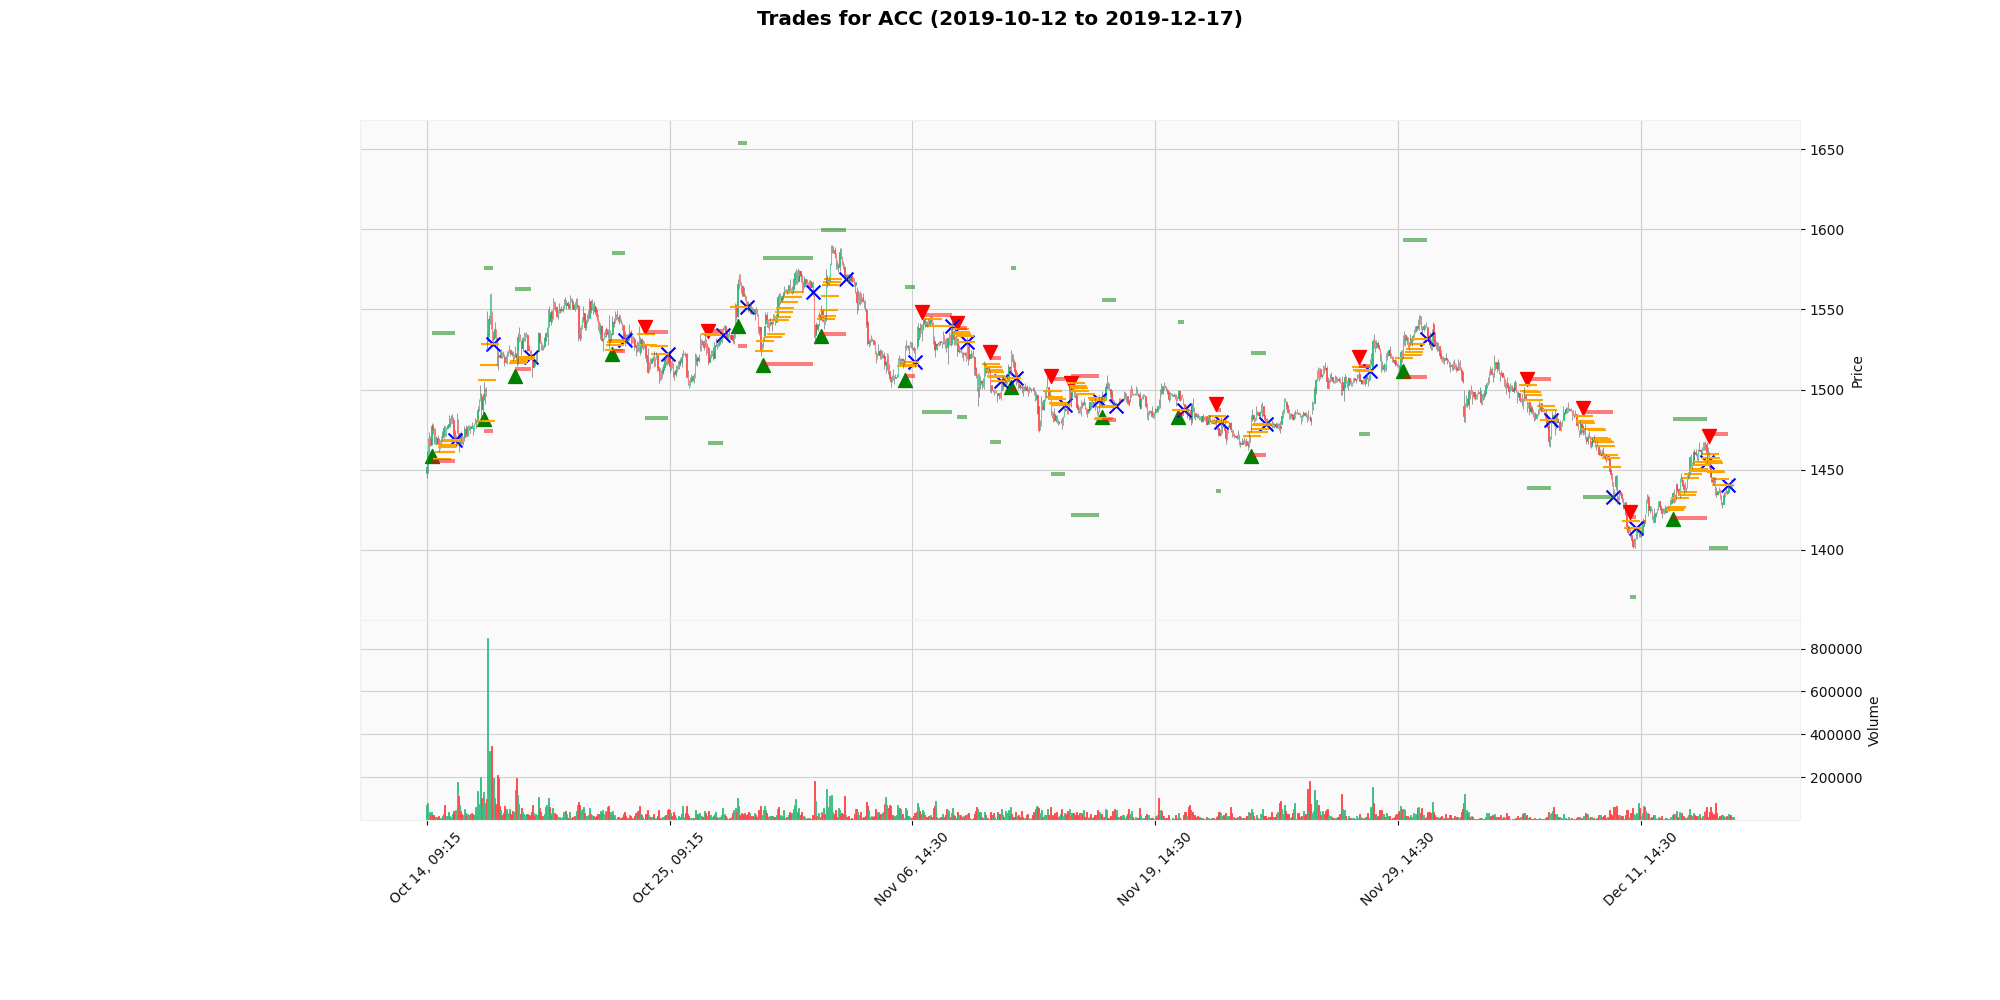 Trades for ACC (2019-10-12 to 2019-12-17)
1650
1600
1550
1500
1450
1400
Price
800000
600000
400000
200000
Volume
Oct 14, 09:15
Oct 25, 09:15
Nov 06, 14:30
Nov 19, 14:30
Nov 29, 14:30
Dec 11, 14:30